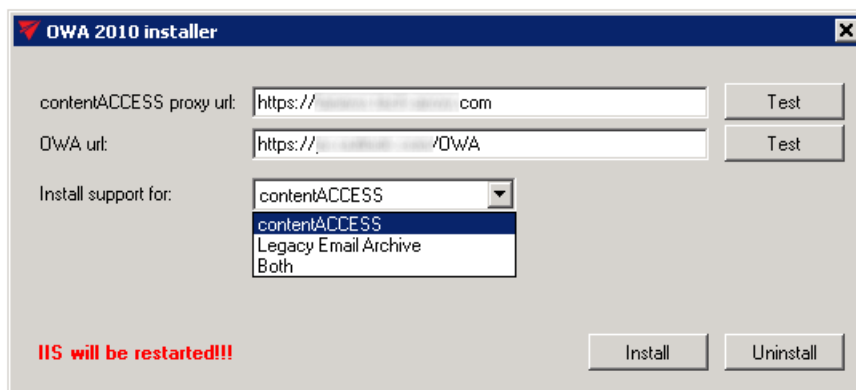 OWA 2010 installer
contentACCESS proxy url: https:// com Test
OWA url: https:// /OWA Test
Install support for: contentACCESS
contentACCESS
Legacy Email Archive
Both
IIS will be restarted!!! Install Uninstall